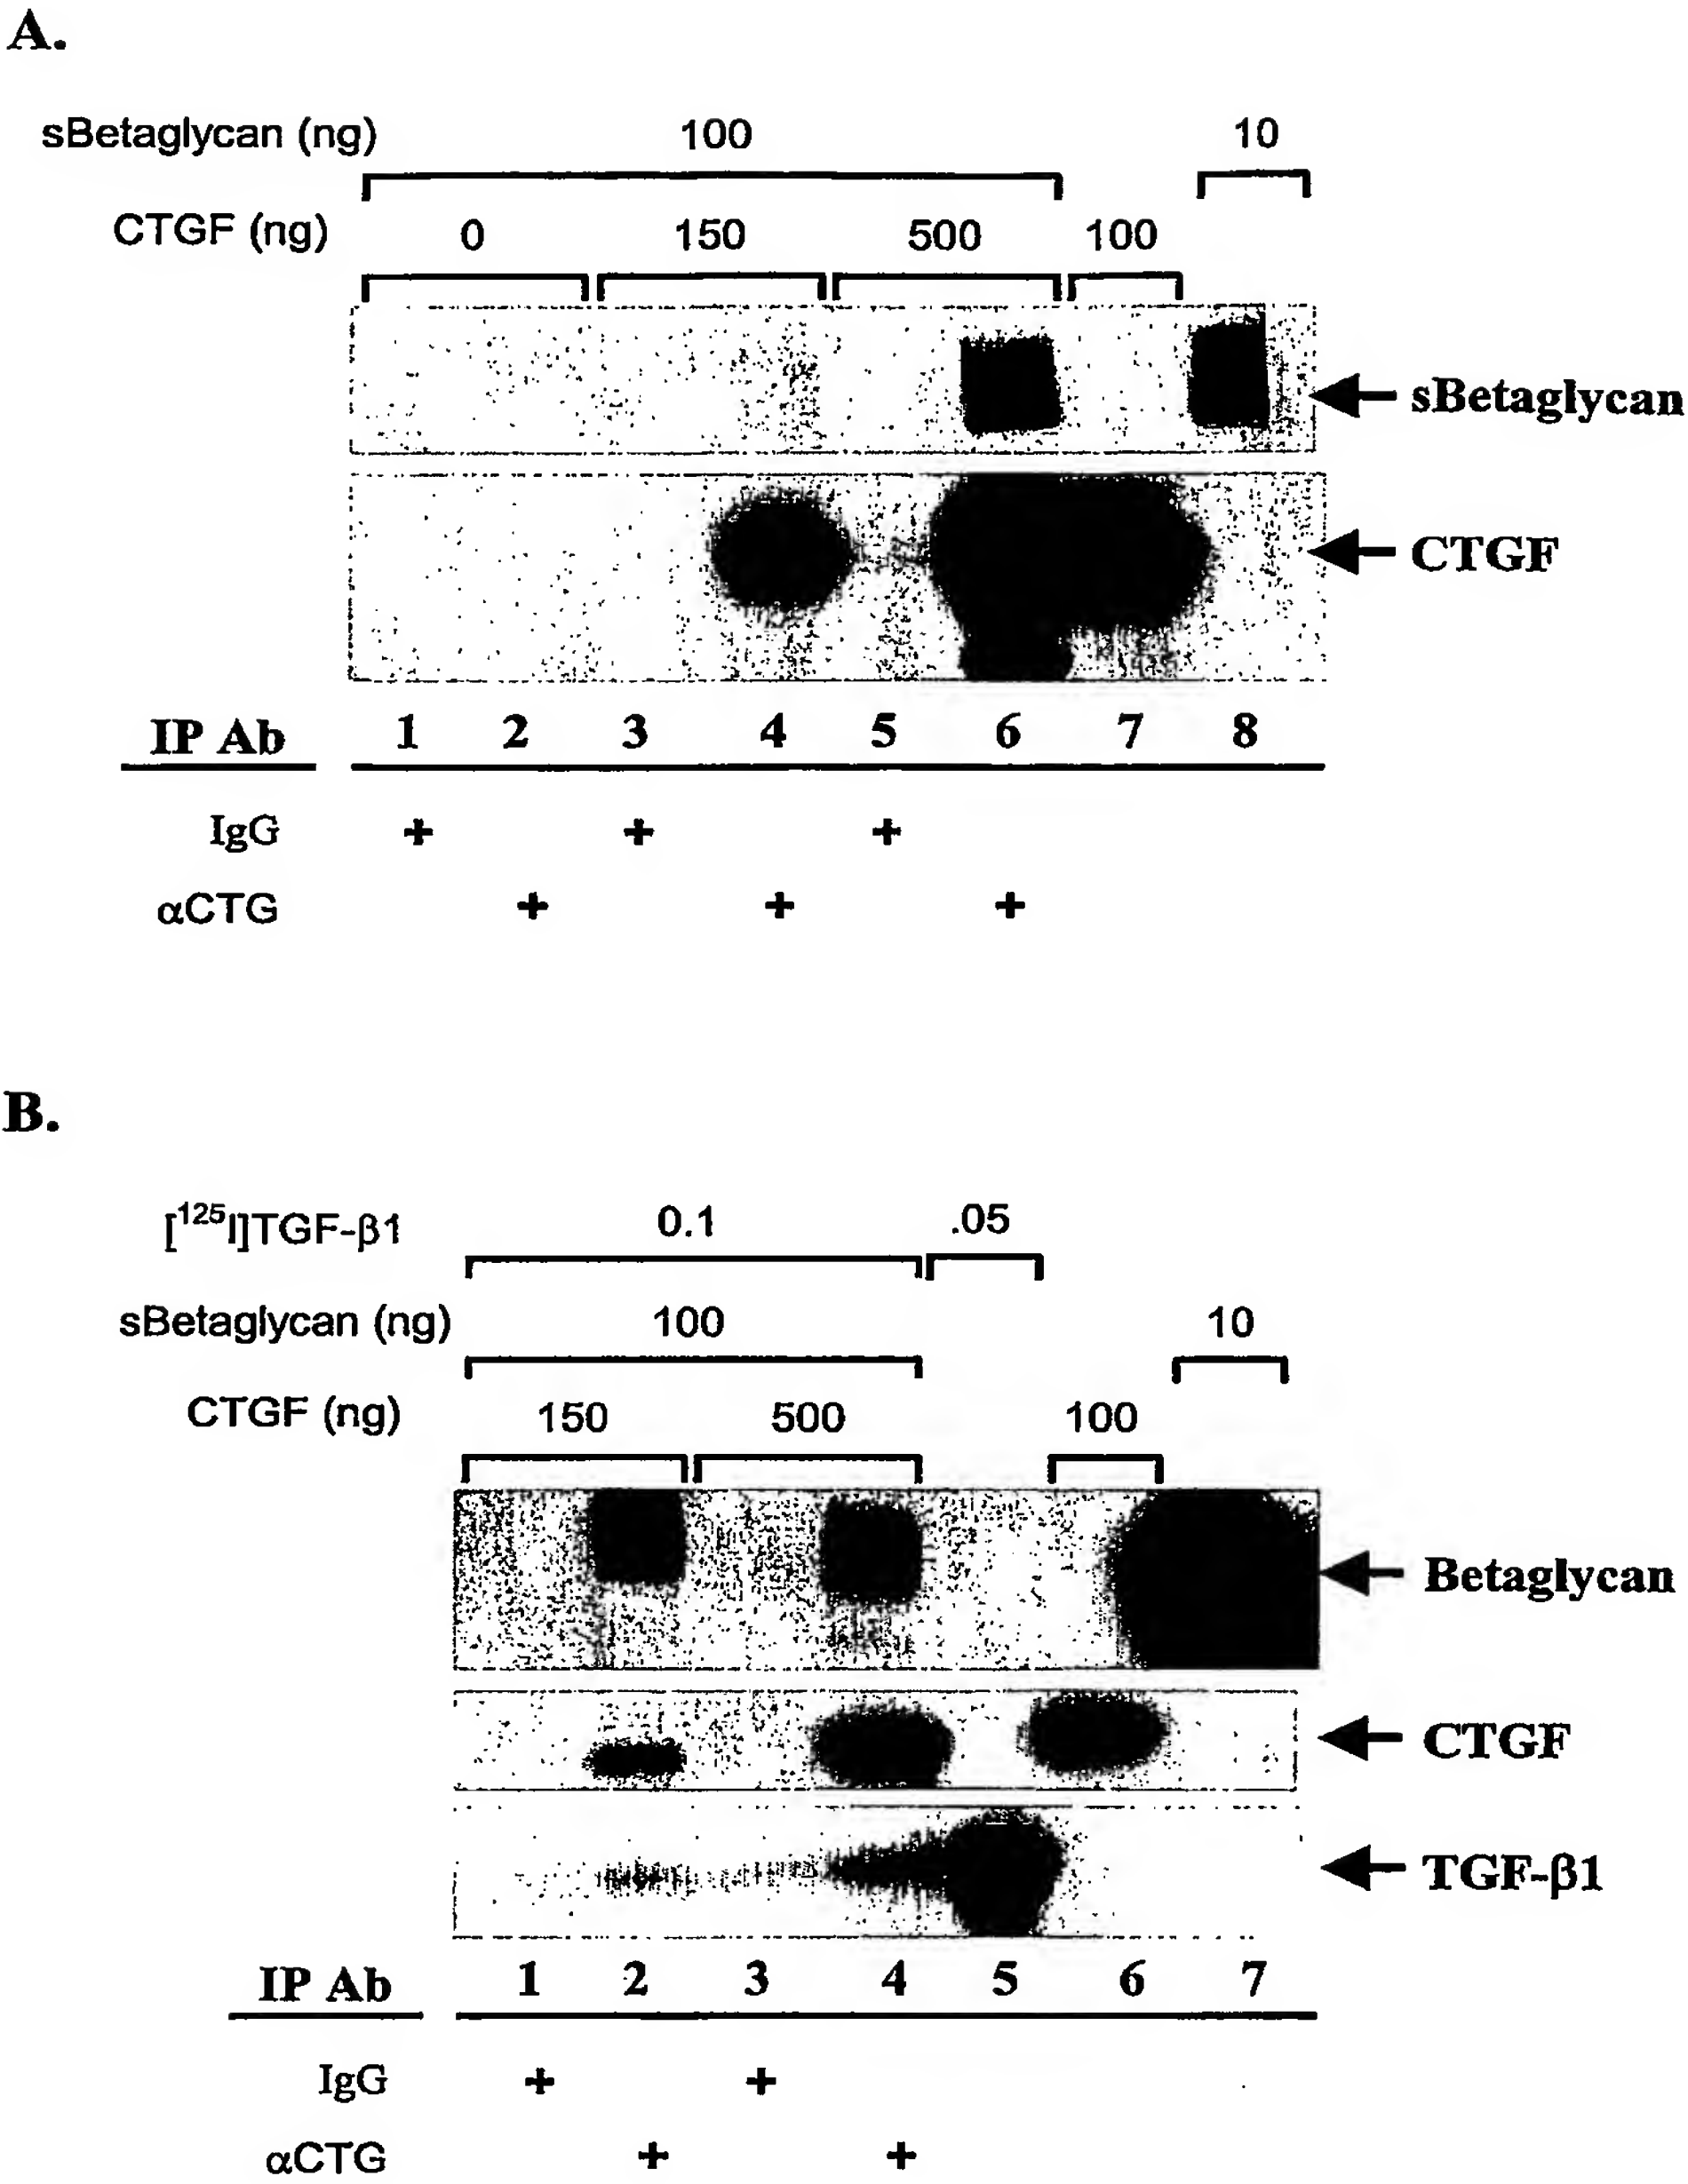 A.
sBetaglycan (ng) 100 10
CTGF (ng) 0 150 500 100
sBetaglycan
CTGF
IP Ab 1 2 3 4 5 6 7 8
IgG + + +
αCTG + + +
B.
[¹²⁵I]TGF-β1 0.1 .05
sBetaglycan (ng) 100 10
CTGF (ng) 150 500 100
Betaglycan
CTGF
TGF-β1
IP Ab 1 2 3 4 5 6 7
IgG + +
αCTG + +